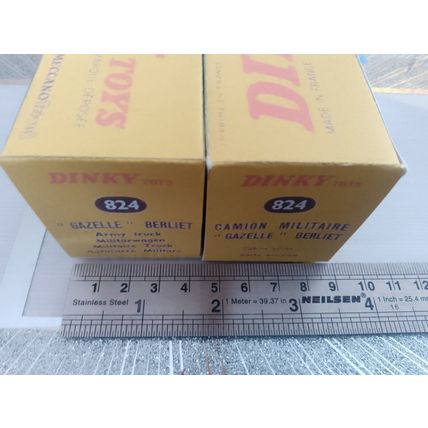 MECCANO
TOYS
DI
MADE IN FRANCE
DINKY TOYS
824
"GAZELLE" BERLIET
Army truck
Militärwagen
Militaire Truck
DINKY TOYS
824
CAMION MILITAIRE
"GAZELLE" BERLIET
1 2 3 4 5 6 7 8 9 10 11 12
Stainless Steel 1 2 1 Meter = 39.37 in 3 NEILSEN 4 1 Inch = 25.4 mm
16